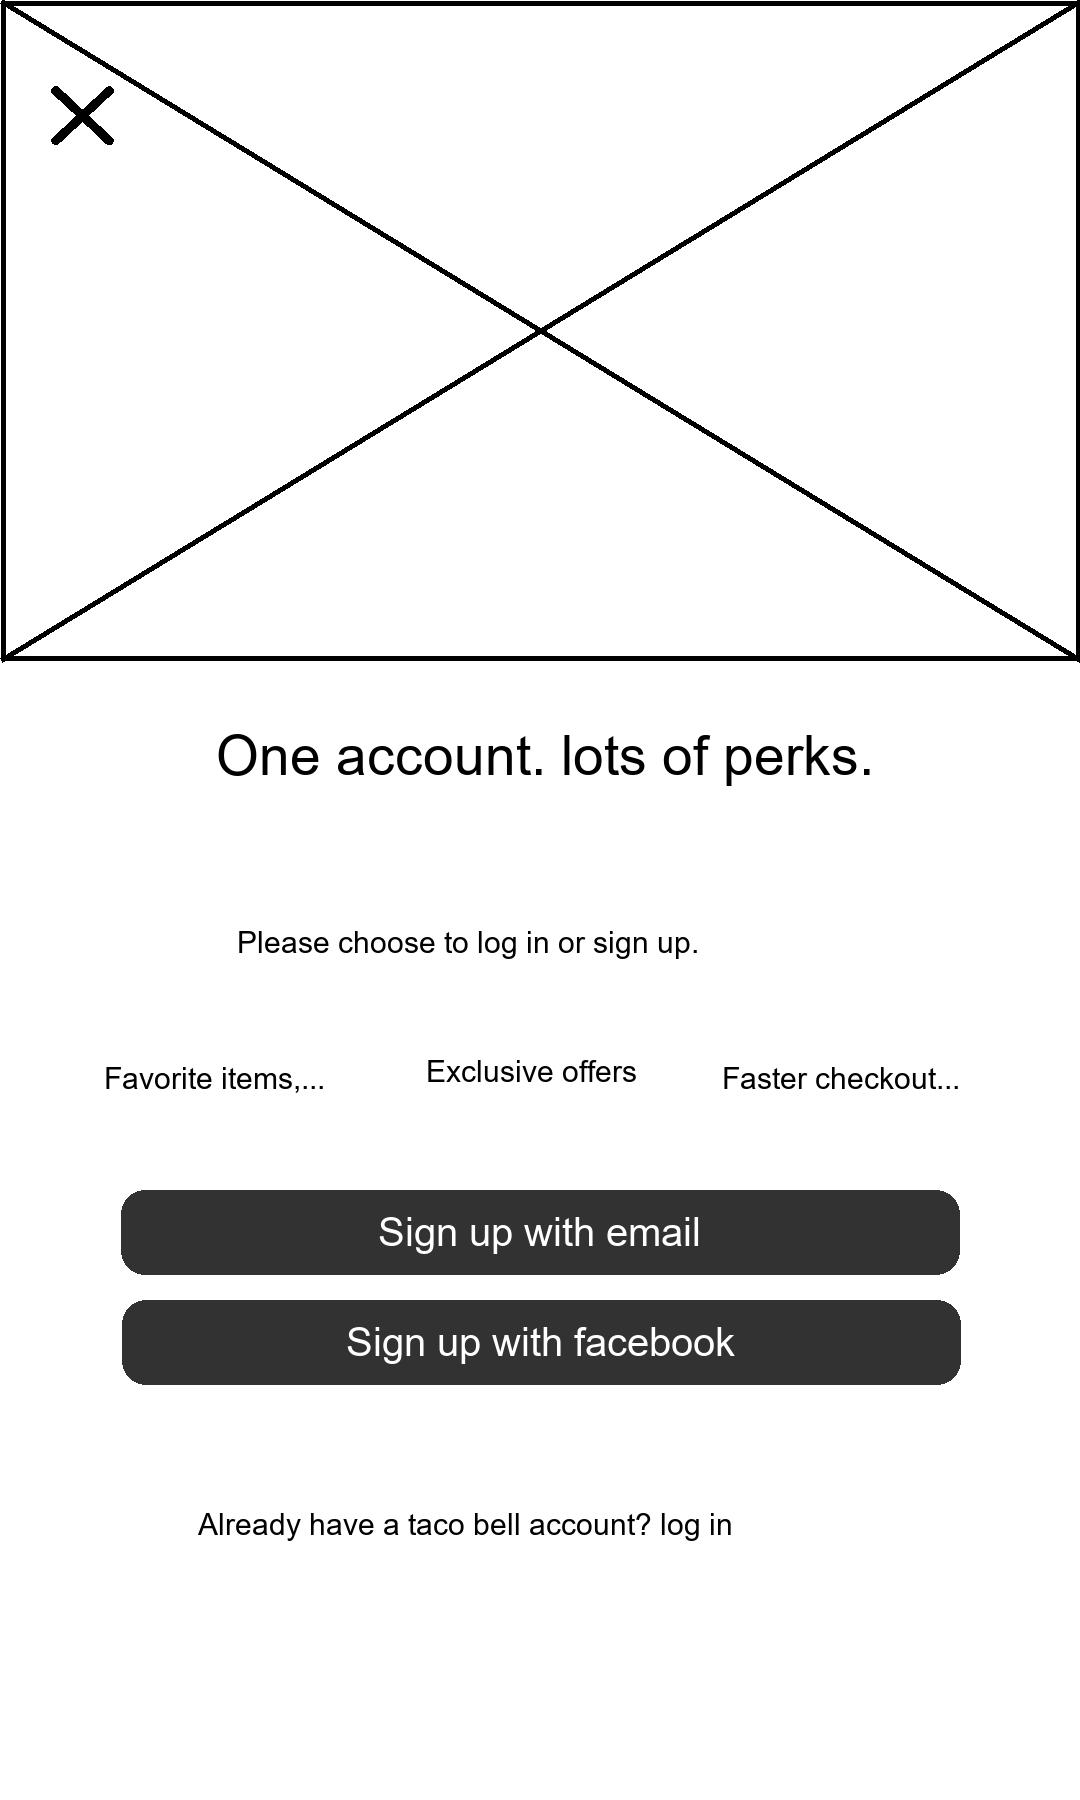 One account. lots of perks.
Please choose to log in or sign up.
Favorite items,...
Exclusive offers
Faster checkout...
Sign up with email
Sign up with facebook
Already have a taco bell account? log in